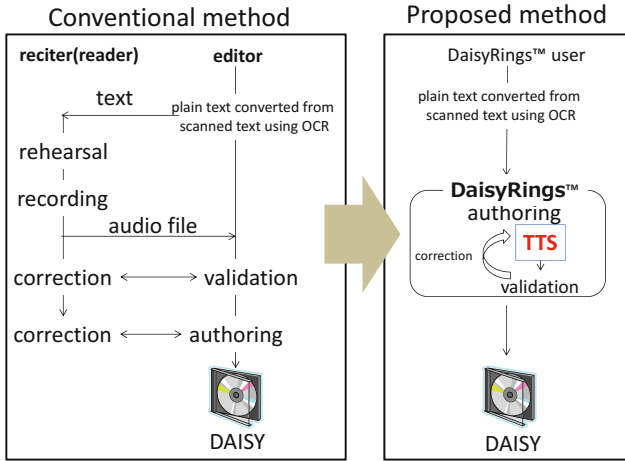 Conventional method
reciter(reader)
editor
text
plain text converted from
scanned text using OCR
rehearsal
recording
audio file
correction
validation
correction
authoring
DAISY
Proposed method
DaisyRings™ user
plain text converted from
scanned text using OCR
DaisyRings™
authoring
TTS
correction
validation
DAISY